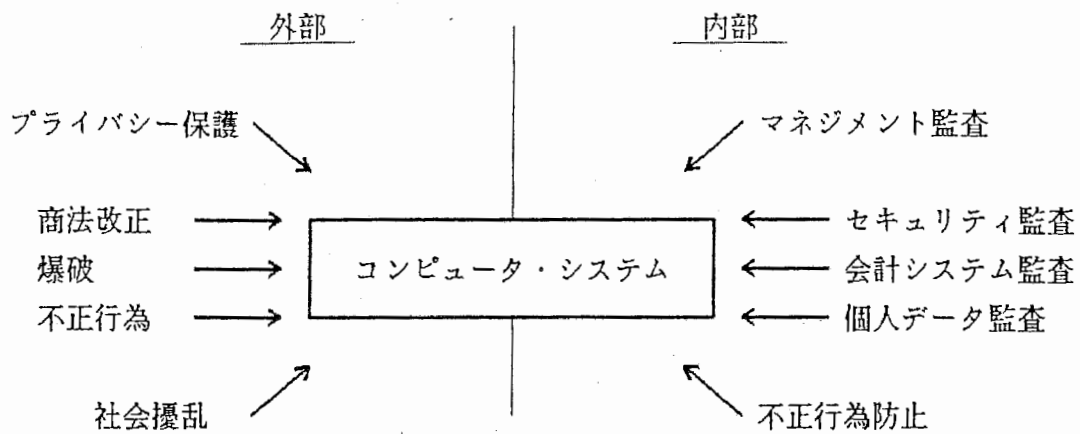 外部
内部
プライバシー保護
マネジメント監査
商法改正
セキュリティ監査
爆破
コンピュータ・システム
会計システム監査
不正行為
個人データ監査
社会擾乱
不正行為防止